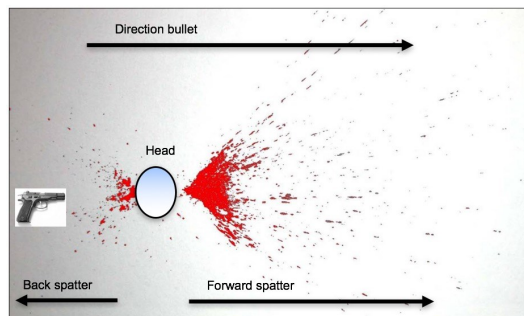 Direction bullet
Head
Back spatter
Forward spatter